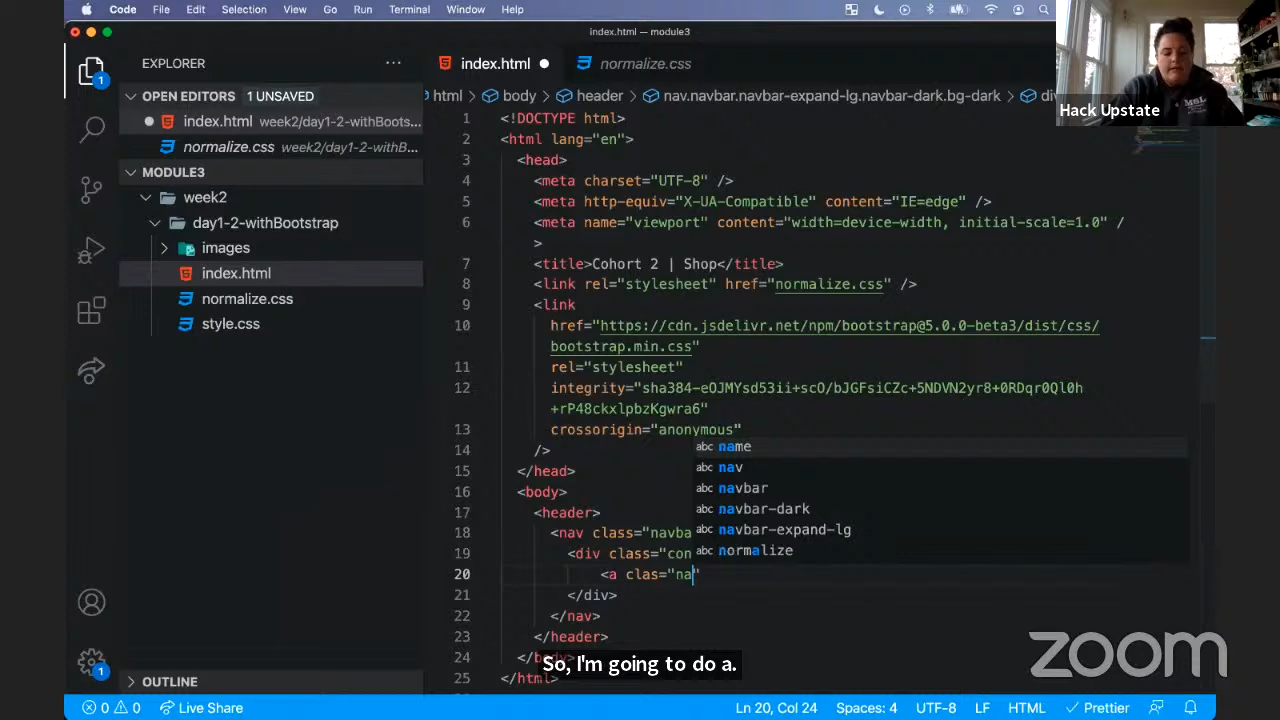 Code File Edit Selection View Go Run Terminal Window Help
index.html — module3
EXPLORER
index.html
normalize.css
OPEN EDITORS 1 UNSAVED
index.html week2/day1-2-withBoots...
normalize.css week2/day1-2-withB...
MODULE3
week2
day1-2-withBootstrap
images
index.html
normalize.css
style.css
OUTLINE
html > body > header > nav.navbar.navbar-expand-lg.navbar-dark.bg-dark >
1 <!DOCTYPE html>
2 <html lang="en">
3 <head>
4 <meta charset="UTF-8" />
5 <meta http-equiv="X-UA-Compatible" content="IE=edge" />
6 <meta name="viewport" content="width=device-width, initial-scale=1.0" /
>
7 <title>Cohort 2 | Shop</title>
8 <link rel="stylesheet" href="normalize.css" />
9 <link
10 href="https://cdn.jsdelivr.net/npm/bootstrap@5.0.0-beta3/dist/css/
bootstrap.min.css"
11 rel="stylesheet"
12 integrity="sha384-eOJMYsd53ii+scO/bJGFsiCZc+5NDVN2yr8+0RDqr0Ql0h
+rP48ckxlpbzKgwra6"
13 crossorigin="anonymous"
14 />
15 </head>
16 <body>
17 <header>
18 <nav class="navba
19 <div class="con
20 <a clas="na"
21 </div>
22 </nav>
23 </header>
24
25 </html>
abc name
abc nav
abc navbar
abc navbar-dark
abc navbar-expand-lg
abc normalize
So, I'm going to do a.
Hack Upstate
zoom
1
1
0 0 Live Share Ln 20, Col 24 Spaces: 4 UTF-8 LF HTML Prettier